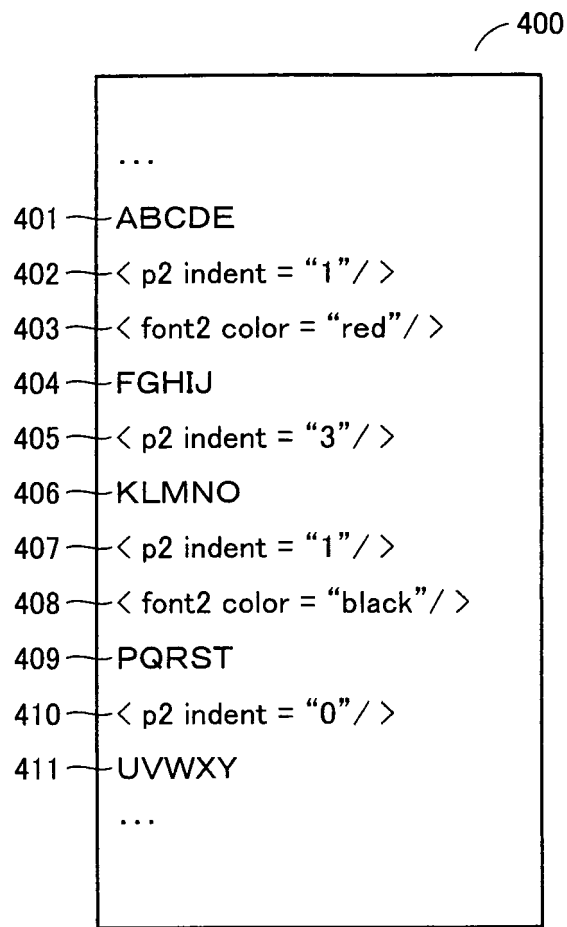 400
...
401 ABCDE
402 < p2 indent = “1”/ >
403 < font2 color = “red”/ >
404 FGHIJ
405 < p2 indent = “3”/ >
406 KLMNO
407 < p2 indent = “1”/ >
408 < font2 color = “black”/ >
409 PQRST
410 < p2 indent = “0”/ >
411 UVWXY
...